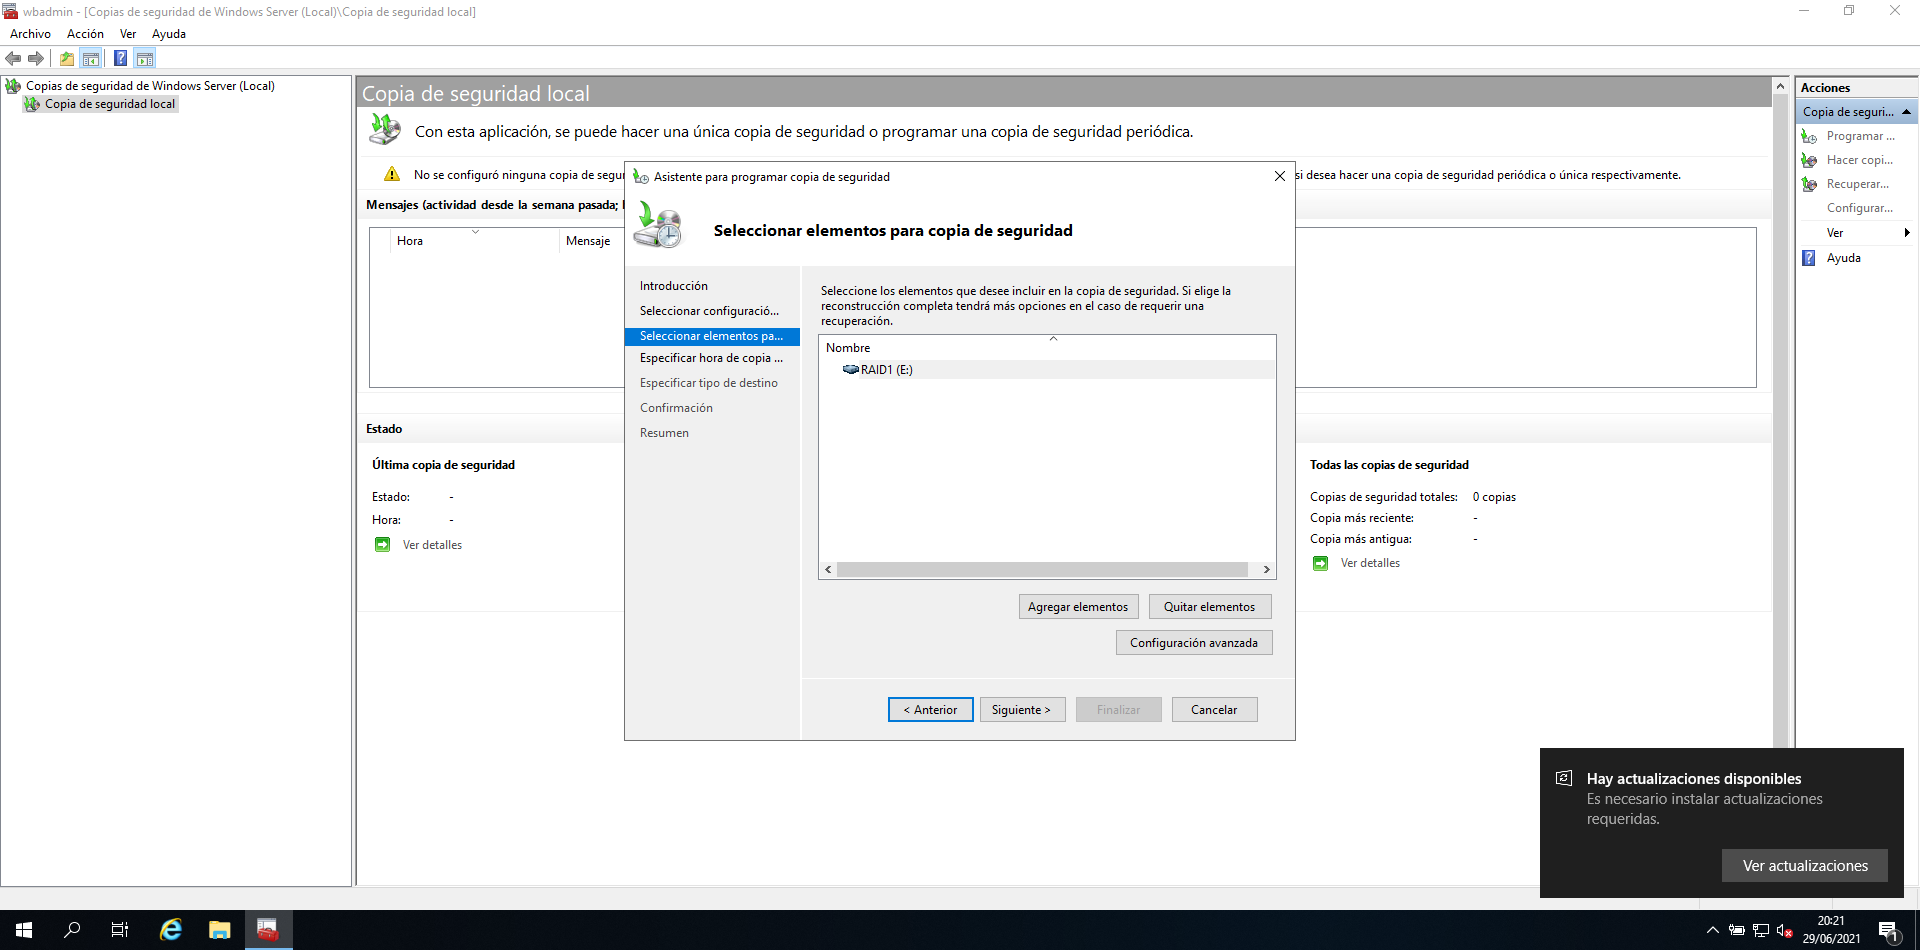 wbadmin - [Copias de seguridad de Windows Server (Local)\Copia de seguridad local]
Archivo Acción Ver Ayuda
Copias de seguridad de Windows Server (Local)
Copia de seguridad local
Copia de seguridad local
Con esta aplicación, se puede hacer una única copia de seguridad o programar una copia de seguridad periódica.
No se configuró ninguna copia de segu
si desea hacer una copia de seguridad periódica o única respectivamente.
Mensajes (actividad desde la semana pasada;
Hora Mensaje
Estado
Última copia de seguridad
Estado: -
Hora: -
Ver detalles
Todas las copias de seguridad
Copias de seguridad totales: 0 copias
Copia más reciente: -
Copia más antigua: -
Ver detalles
Asistente para programar copia de seguridad
Seleccionar elementos para copia de seguridad
Introducción
Seleccionar configuració...
Seleccionar elementos pa...
Especificar hora de copia ...
Especificar tipo de destino
Confirmación
Resumen
Seleccione los elementos que desee incluir en la copia de seguridad. Si elige la
reconstrucción completa tendrá más opciones en el caso de requerir una
recuperación.
Nombre
RAID1 (E:)
Agregar elementos Quitar elementos
Configuración avanzada
< Anterior Siguiente > Finalizar Cancelar
Acciones
Copia de seguri...
Programar ...
Hacer copi...
Recuperar...
Configurar...
Ver
Ayuda
Hay actualizaciones disponibles
Es necesario instalar actualizaciones
requeridas.
Ver actualizaciones
20:21
29/06/2021
1